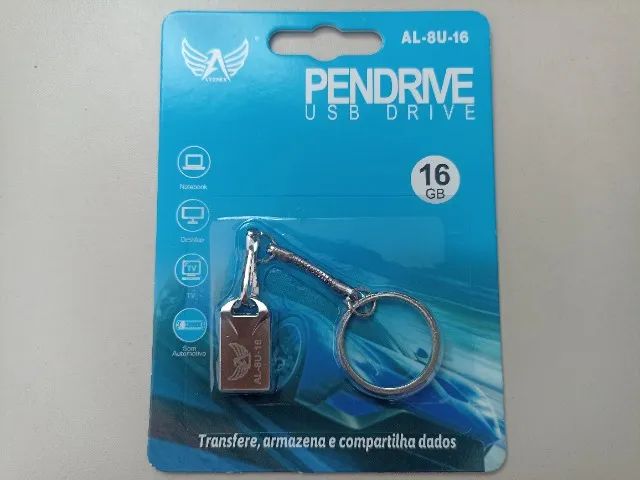 AL-8U-16
PENDRIVE
USB DRIVE
16
GB
Notebook
Desktop
TV
TV
Som
Automotivo
AL-8U-16
Transfere, armazena e compartilha dados